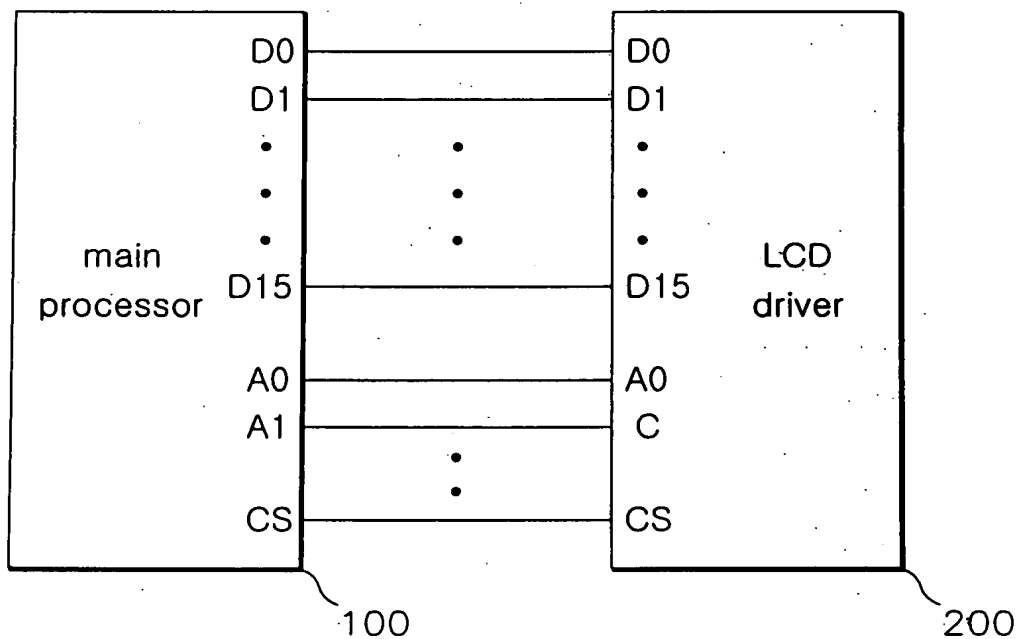 D0 D0
D1 D1
main processor
D15 D15
LCD driver
A0 A0
A1 C
CS CS
100 200